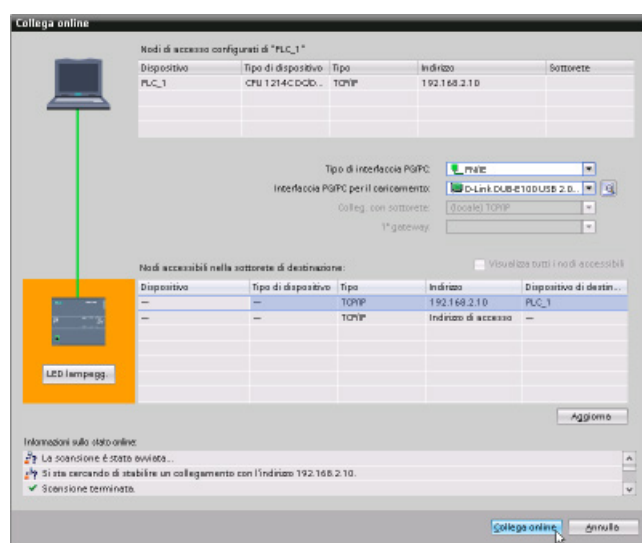 Collega online
Nodi di accesso configurati di "PLC_1"
Dispositivo Tipo di dispositivo Tipo Indirizzo Sottorete
PLC_1 CPU 1214C DC/D... TCP/IP 192.168.2.10
Tipo di interfaccia PG/PC: PN/IE
Interfaccia PG/PC per il caricamento: D-Link DUB-E100 USB 2.0...
Colleg. con sottorete: (locale) TCP/IP
1° gateway:
Visualizza tutti i nodi accessibili
Nodi accessibili nella sottorete di destinazione:
Dispositivo Tipo di dispositivo Tipo Indirizzo Dispositivo di destin...
— — TCP/IP 192.168.2.10 PLC_1
— — TCP/IP Indirizzo di accesso —
LED lampegg.
Aggiorna
Informazioni sullo stato online:
La scansione è stata avviata...
Si sta cercando di stabilire un collegamento con l'indirizzo 192.168.2.10.
Scansione terminata.
Collega online Annulla